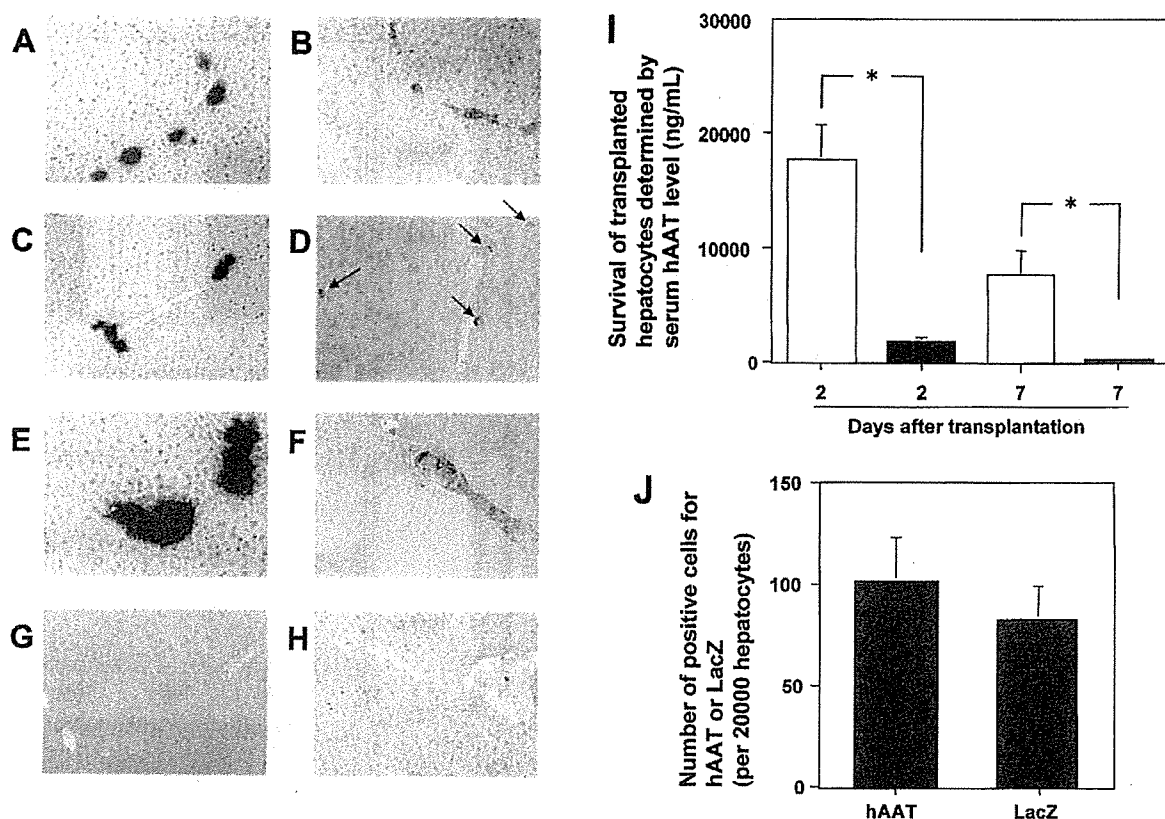 A
B
C
D
E
F
G
H
I
Survival of transplanted
hepatocytes determined by
serum hAAT level (ng/mL)
30000
20000
10000
0
*
*
2
2
7
7
Days after transplantation
J
Number of positive cells for
hAAT or LacZ
(per 20000 hepatocytes)
150
100
50
0
hAAT
LacZ